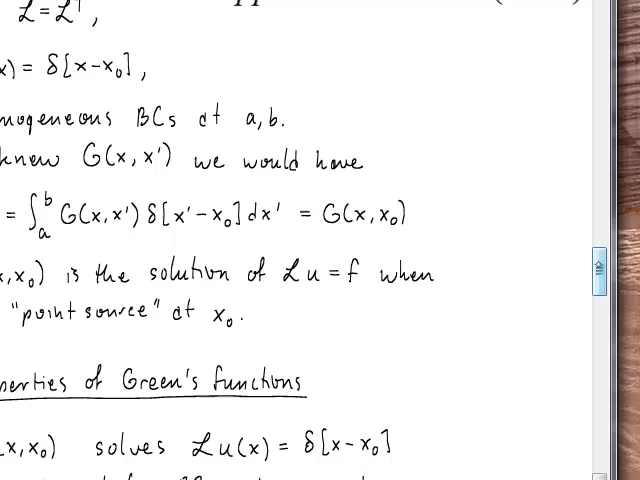 ℒ = ℒ†,
x) = δ[x-x₀],
mogeneous BCs at a, b.
knew G(x, x') we would have
= ∫ₐᵇ G(x, x') δ[x'-x₀] dx' = G(x, x₀)
x, x₀) is the solution of ℒu = f when
"point source" at x₀.
perties of Green's functions
x, x₀) solves ℒu(x) = δ[x-x₀]